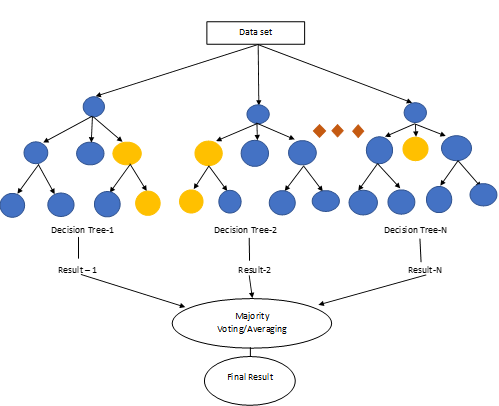 Data set
Decision Tree-1
Decision Tree-2
Decision Tree-N
Result – 1
Result-2
Result-N
Majority
Voting/Averaging
Final Result